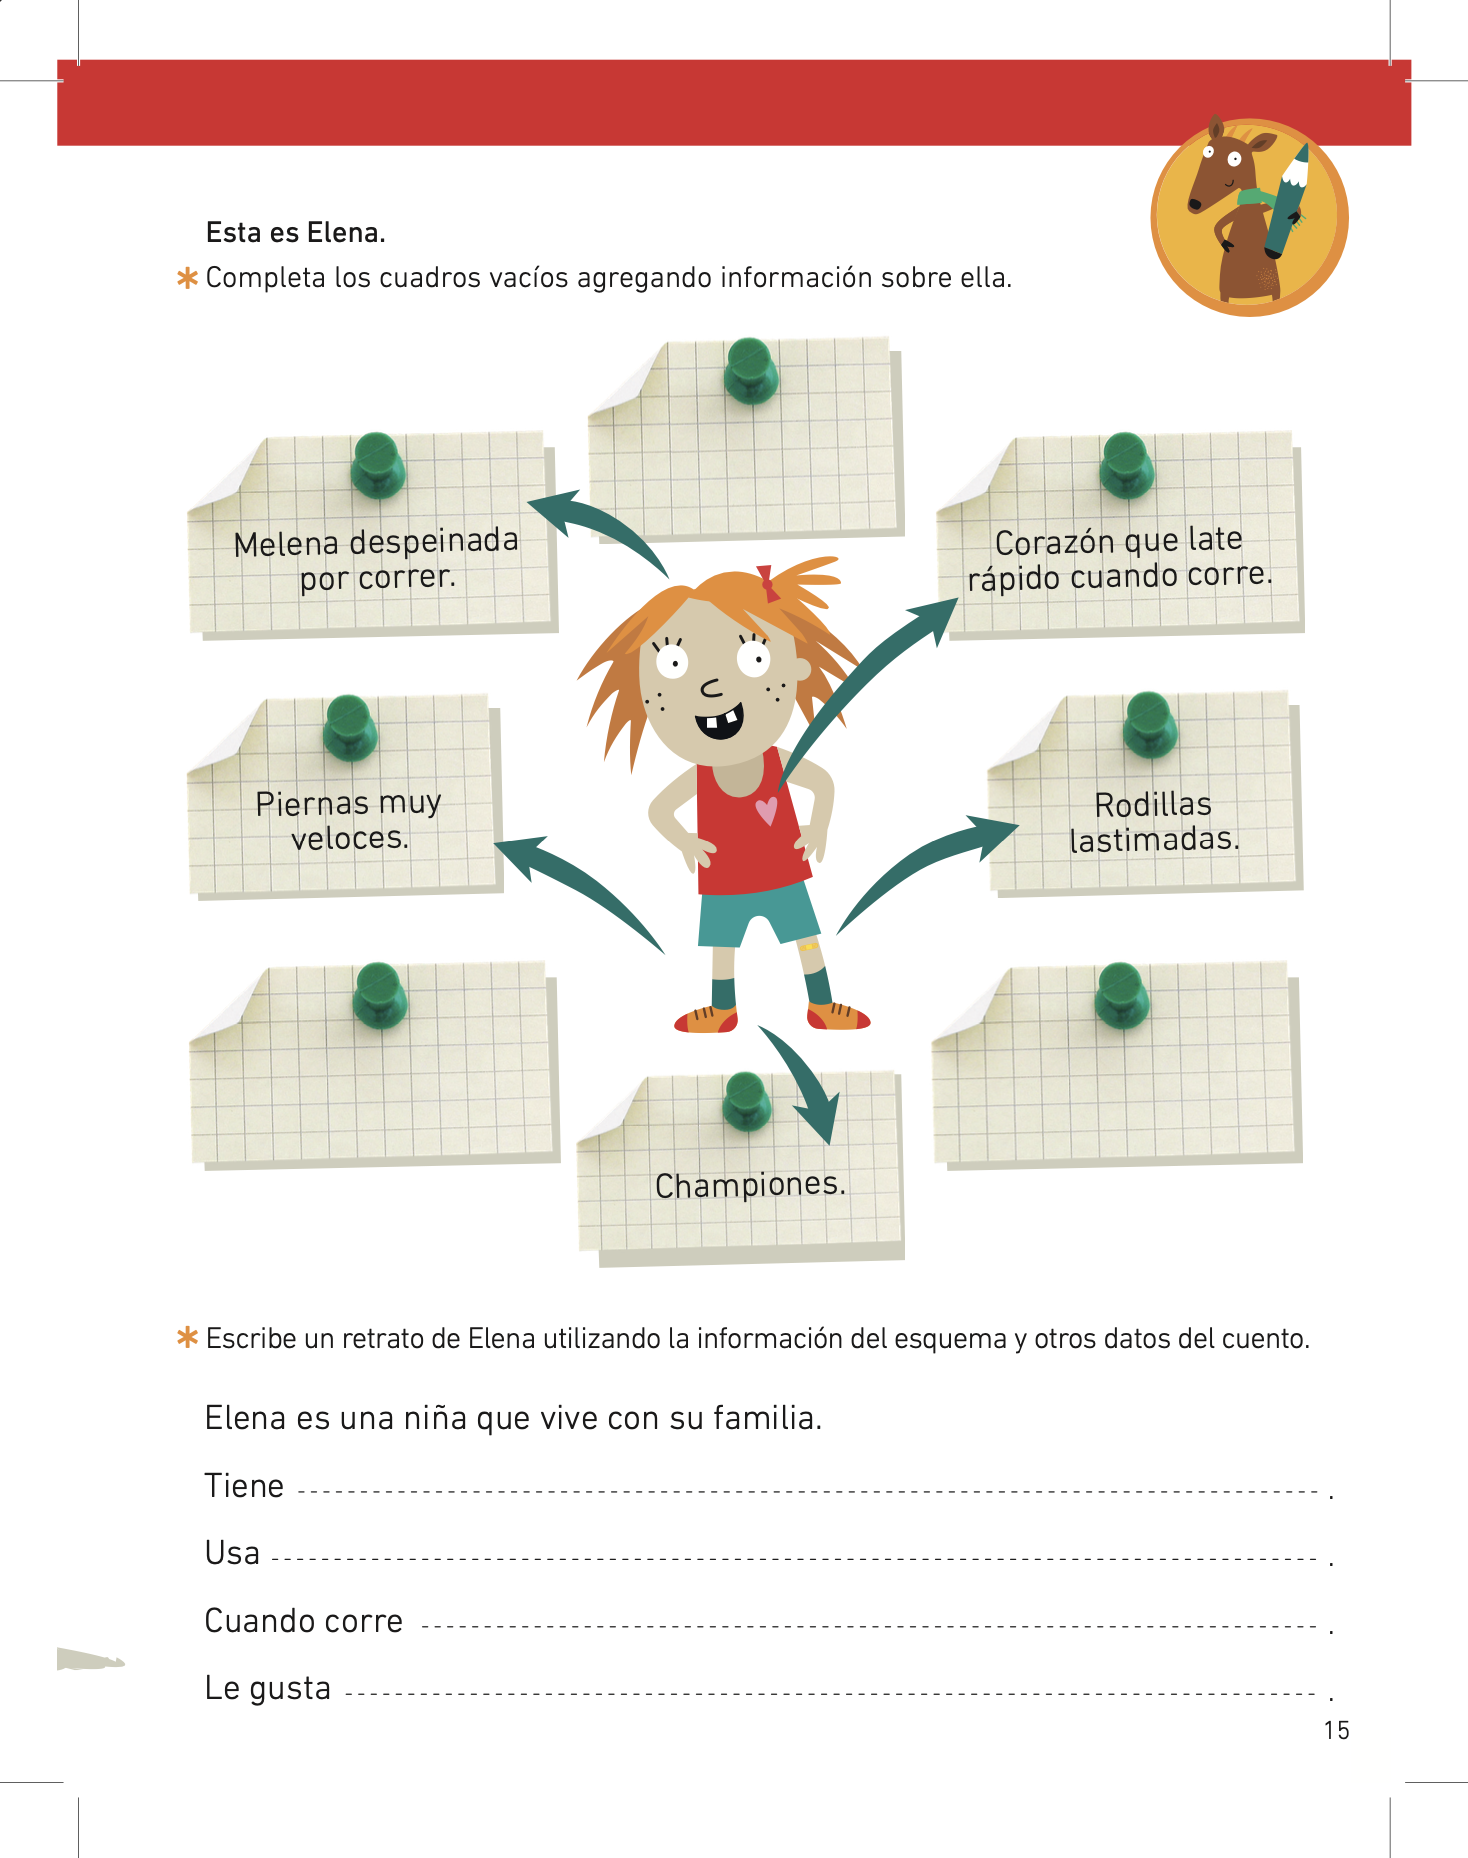 Esta es Elena.
* Completa los cuadros vacíos agregando información sobre ella.
Melena despeinada
por correr.
Corazón que late
rápido cuando corre.
Piernas muy
veloces.
Rodillas
lastimadas.
Championes.
* Escribe un retrato de Elena utilizando la información del esquema y otros datos del cuento.
Elena es una niña que vive con su familia.
Tiene .
Usa .
Cuando corre .
Le gusta .
15